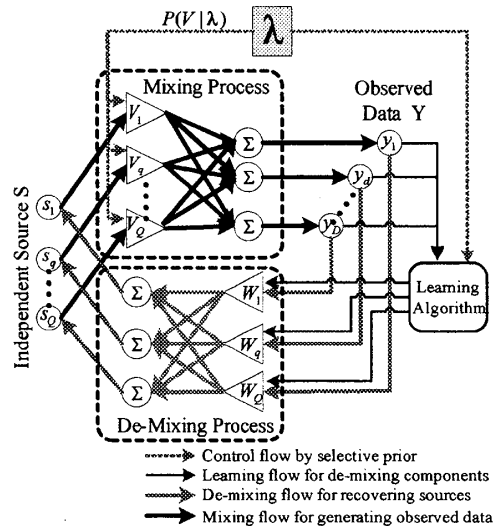 P(V|λ)
λ
Mixing Process
Observed
Data Y
V1
Vq
VQ
Σ
Σ
Σ
y1
yd
yD
Independent Source S
s1
sq
sQ
Σ
Σ
Σ
W1
Wq
WQ
Learning
Algorithm
De-Mixing Process
Control flow by selective prior
Learning flow for de-mixing components
De-mixing flow for recovering sources
Mixing flow for generating observed data